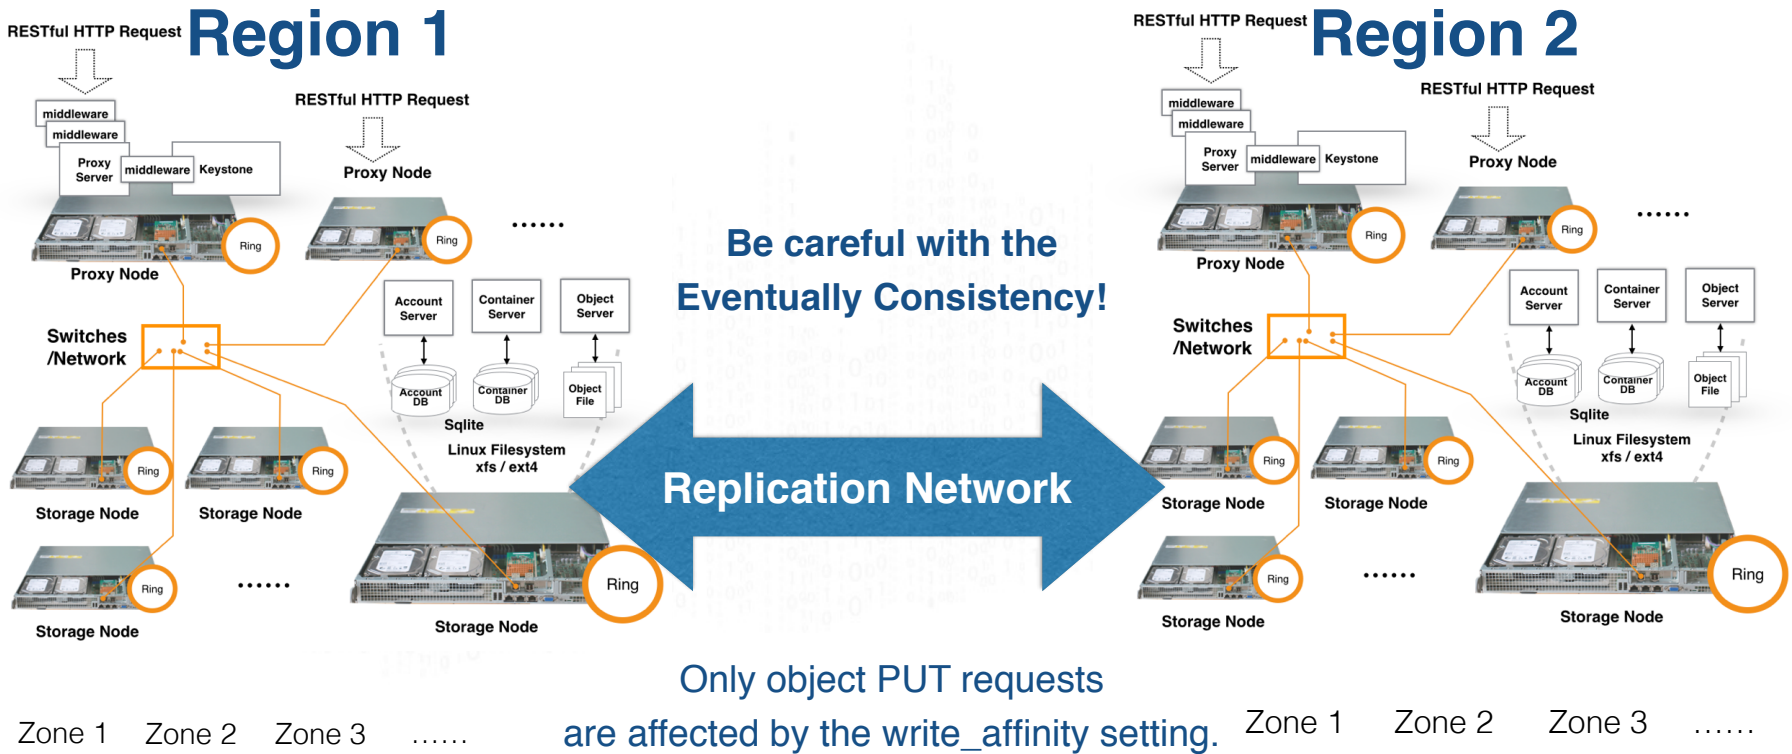 Region 1
RESTful HTTP Request
RESTful HTTP Request
middleware
middleware
Proxy
Server
middleware
Keystone
Proxy Node
Ring
Ring
......
Proxy Node
Switches
/Network
Account
Server
Container
Server
Object
Server
Account
DB
Container
DB
Object
File
Sqlite
Linux Filesystem
xfs / ext4
Ring
Ring
Storage Node
Storage Node
Ring
......
Ring
Storage Node
Storage Node
Zone 1
Zone 2
Zone 3
......
Be careful with the
Eventually Consistency!
Replication Network
Only object PUT requests
are affected by the write_affinity setting.
Region 2
RESTful HTTP Request
RESTful HTTP Request
middleware
middleware
Proxy
Server
middleware
Keystone
Proxy Node
Ring
Ring
......
Proxy Node
Switches
/Network
Account
Server
Container
Server
Object
Server
Account
DB
Container
DB
Object
File
Sqlite
Linux Filesystem
xfs / ext4
Ring
Ring
Storage Node
Storage Node
Ring
......
Ring
Storage Node
Storage Node
Zone 1
Zone 2
Zone 3
......